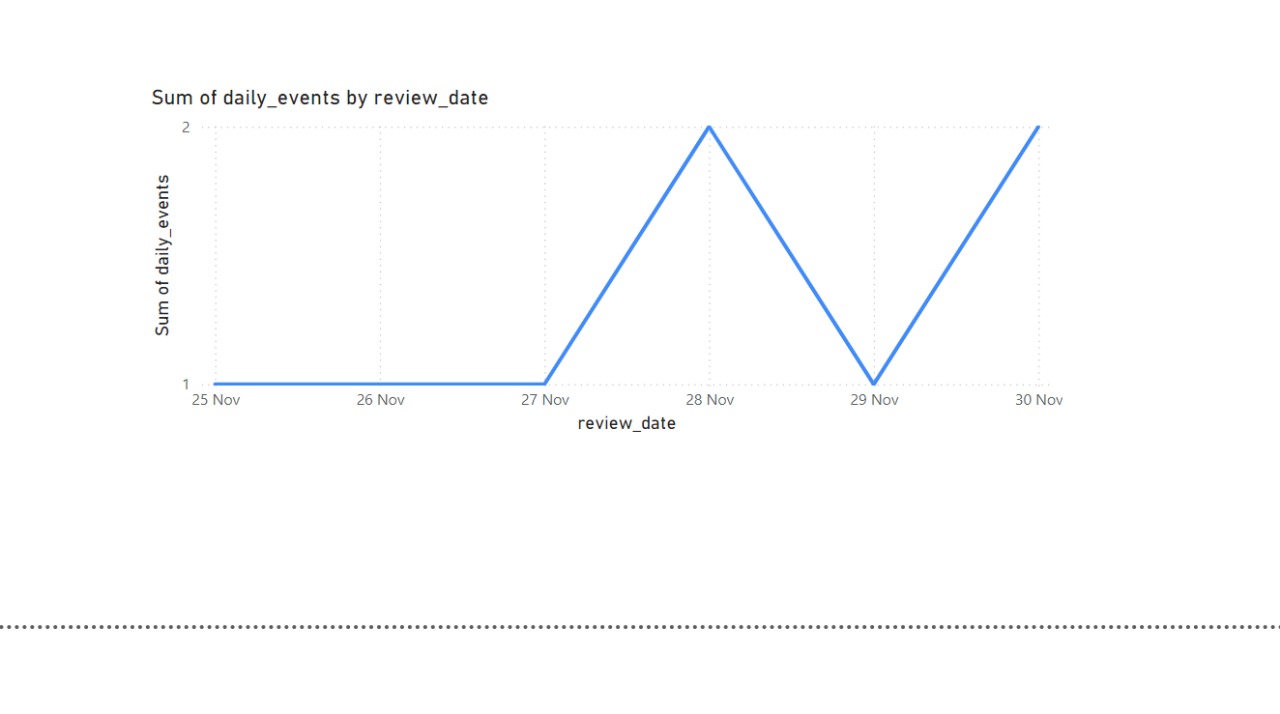 Sum of daily_events by review_date
2
Sum of daily_events
1
25 Nov 26 Nov 27 Nov 28 Nov 29 Nov 30 Nov
review_date